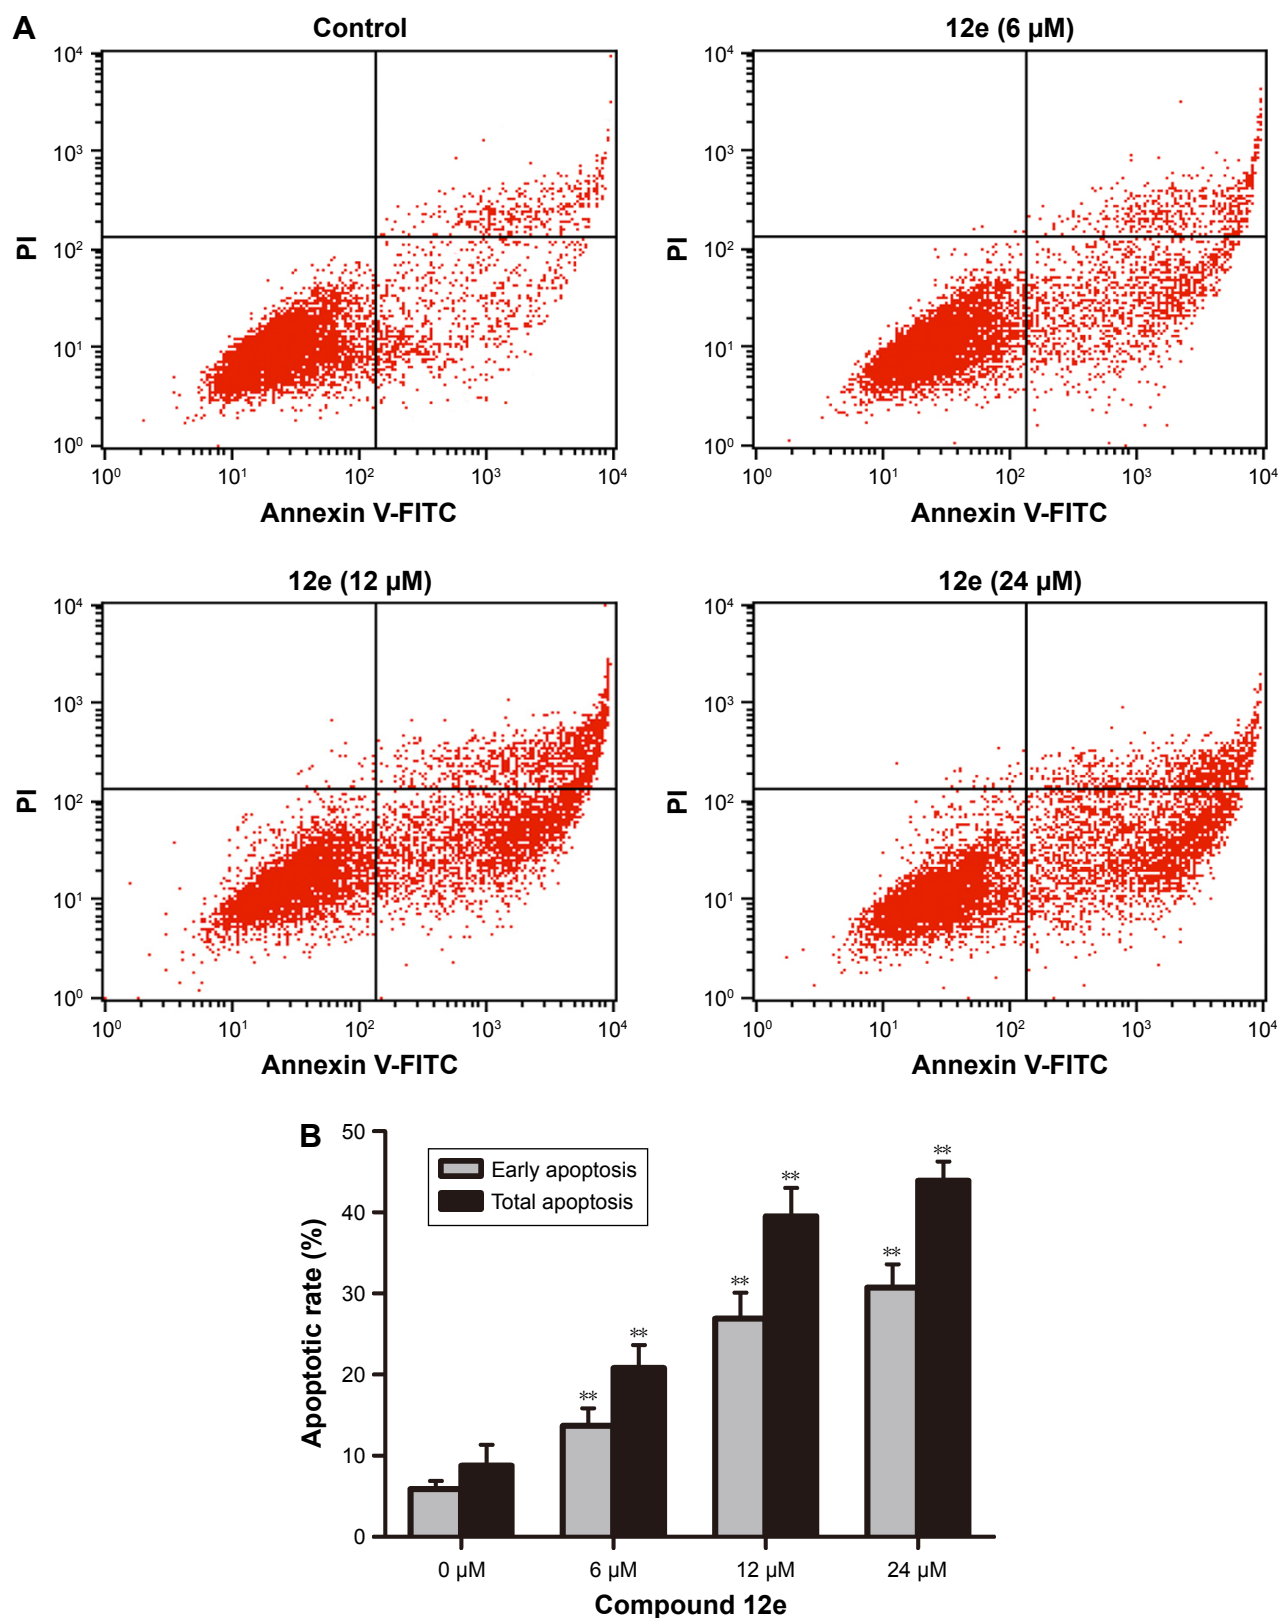 A
Control
10⁴
10³
10²
10¹
10⁰
PI
10⁰ 10¹ 10² 10³ 10⁴
Annexin V-FITC
12e (6 µM)
10⁴
10³
10²
10¹
10⁰
PI
10⁰ 10¹ 10² 10³ 10⁴
Annexin V-FITC
12e (12 µM)
10⁴
10³
10²
10¹
10⁰
PI
10⁰ 10¹ 10² 10³ 10⁴
Annexin V-FITC
12e (24 µM)
10⁴
10³
10²
10¹
10⁰
PI
10⁰ 10¹ 10² 10³ 10⁴
Annexin V-FITC
B
50
40
30
20
10
0
Apoptotic rate (%)
Early apoptosis
Total apoptosis
** ** ** ** ** **
0 µM 6 µM 12 µM 24 µM
Compound 12e